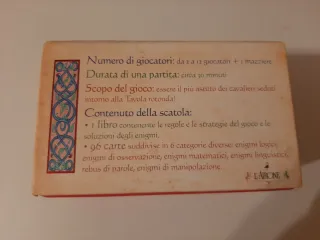 Numero di giocatori: da 2 a 12 giocatori + 1 mazziere
Durata di una partita: circa 30 minuti
Scopo del gioco: essere il più astuto dei cavalieri seduti
intorno alla Tavola rotonda!
Contenuto della scatola:
• 1 libro contenente le regole e le strategie del gioco e le
soluzioni degli enigmi.
• 96 carte suddivise in 6 categorie diverse: enigmi logici,
enigmi di osservazione, enigmi matematici, enigmi linguistici,
rebus di parole, enigmi di manipolazione.
L'AIRONE